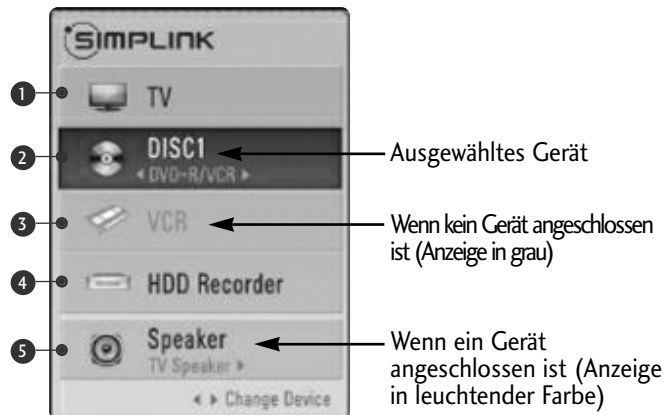 SIMPLINK
1 TV
2 DISC1 Ausgewähltes Gerät
◂ DVD-R/VCR ▸
3 VCR Wenn kein Gerät angeschlossen
ist (Anzeige in grau)
4 HDD Recorder
5 Speaker Wenn ein Gerät
TV Speaker ▸ angeschlossen ist (Anzeige
in leuchtender Farbe)
◂ ▸ Change Device